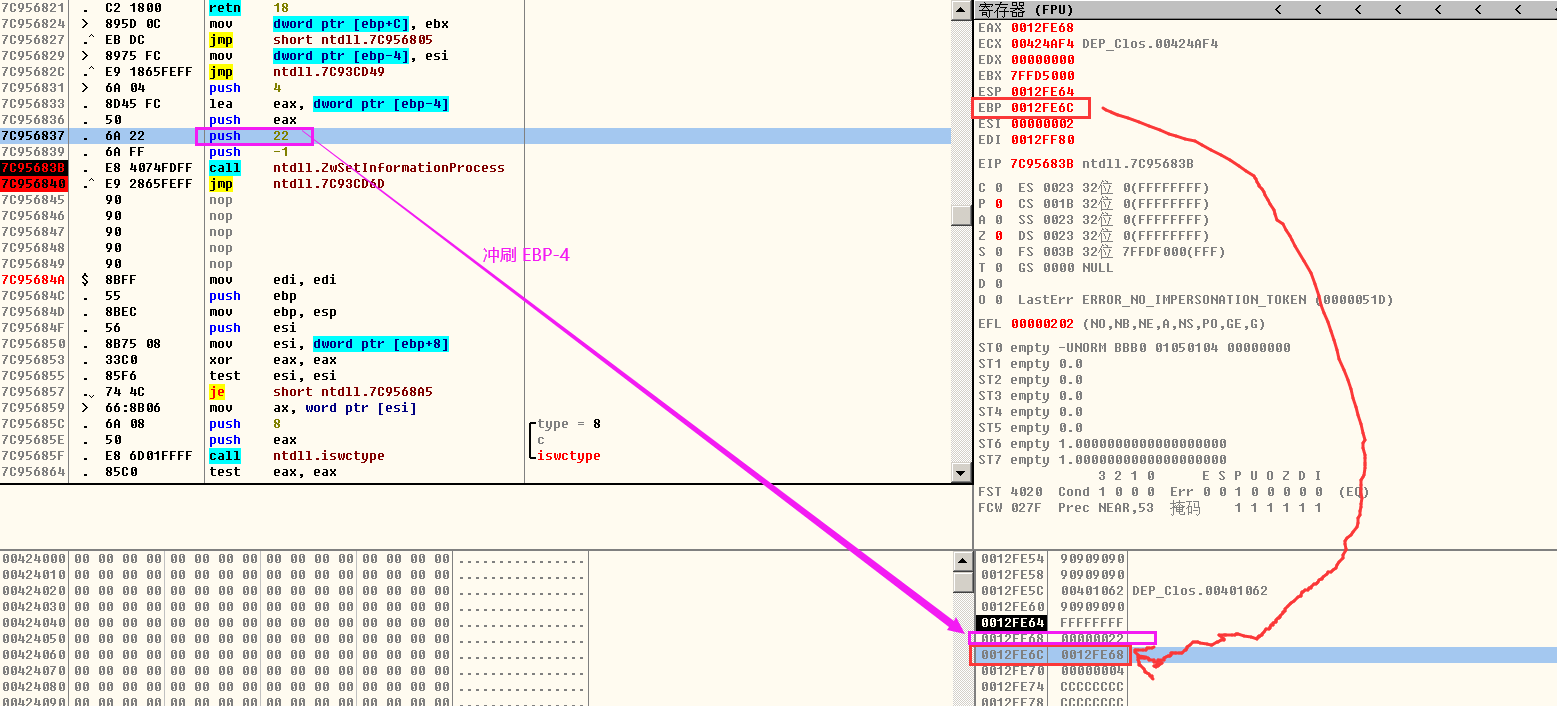 7C956821 . C2 1800 retn 18
7C956824 > 895D 0C mov dword ptr [ebp+C], ebx
7C956827 .^ EB DC jmp short ntdll.7C956805
7C956829 > 8975 FC mov dword ptr [ebp-4], esi
7C95682C .^ E9 1865FEFF jmp ntdll.7C93CD49
7C956831 > 6A 04 push 4
7C956833 . 8D45 FC lea eax, dword ptr [ebp-4]
7C956836 . 50 push eax
7C956837 . 6A 22 push 22
7C956839 . 6A FF push -1
7C95683B . E8 4074FDFF call ntdll.ZwSetInformationProcess
7C956840 .^ E9 2865FEFF jmp ntdll.7C93CD6D
7C956845 90 nop
7C956846 90 nop
7C956847 90 nop
7C956848 90 nop
7C956849 90 nop
7C95684A $ 8BFF mov edi, edi
7C95684C . 55 push ebp
7C95684D . 8BEC mov ebp, esp
7C95684F . 56 push esi
7C956850 . 8B75 08 mov esi, dword ptr [ebp+8]
7C956853 . 33C0 xor eax, eax
7C956855 . 85F6 test esi, esi
7C956857 .⌄ 74 4C je short ntdll.7C9568A5
7C956859 > 66:8B06 mov ax, word ptr [esi]
7C95685C . 6A 08 push 8 type = 8
7C95685E . 50 push eax c
7C95685F . E8 6D01FFFF call ntdll.iswctype iswctype
7C956864 . 85C0 test eax, eax
冲刷 EBP-4
寄存器 (FPU) < < < < < < <
EAX 0012FE68
ECX 00424AF4 DEP_Clos.00424AF4
EDX 00000000
EBX 7FFD5000
ESP 0012FE64
EBP 0012FE6C
ESI 00000002
EDI 0012FF80
EIP 7C95683B ntdll.7C95683B
C 0 ES 0023 32位 0(FFFFFFFF)
P 0 CS 001B 32位 0(FFFFFFFF)
A 0 SS 0023 32位 0(FFFFFFFF)
Z 0 DS 0023 32位 0(FFFFFFFF)
S 0 FS 003B 32位 7FFDF000(FFF)
T 0 GS 0000 NULL
D 0
O 0 LastErr ERROR_NO_IMPERSONATION_TOKEN (0000051D)
EFL 00000202 (NO,NB,NE,A,NS,PO,GE,G)
ST0 empty -UNORM BBB0 01050104 00000000
ST1 empty 0.0
ST2 empty 0.0
ST3 empty 0.0
ST4 empty 0.0
ST5 empty 0.0
ST6 empty 1.0000000000000000000
ST7 empty 1.0000000000000000000
3 2 1 0 E S P U O Z D I
FST 4020 Cond 1 0 0 0 Err 0 0 1 0 0 0 0 0 (EQ)
FCW 027F Prec NEAR,53 掩码 1 1 1 1 1 1
00424000 00 00 00 00 00 00 00 00 00 00 00 00 00 00 00 00 ................
00424010 00 00 00 00 00 00 00 00 00 00 00 00 00 00 00 00 ................
00424020 00 00 00 00 00 00 00 00 00 00 00 00 00 00 00 00 ................
00424030 00 00 00 00 00 00 00 00 00 00 00 00 00 00 00 00 ................
00424040 00 00 00 00 00 00 00 00 00 00 00 00 00 00 00 00 ................
00424050 00 00 00 00 00 00 00 00 00 00 00 00 00 00 00 00 ................
00424060 00 00 00 00 00 00 00 00 00 00 00 00 00 00 00 00 ................
00424070 00 00 00 00 00 00 00 00 00 00 00 00 00 00 00 00 ................
00424080 00 00 00 00 00 00 00 00 00 00 00 00 00 00 00 00 ................
00424090 00 00 00 00 00 00 00 00 00 00 00 00 00 00 00 00 ................
0012FE54 90909090
0012FE58 90909090
0012FE5C 00401062 DEP_Clos.00401062
0012FE60 90909090
0012FE64 FFFFFFFF
0012FE68 00000022
0012FE6C 0012FE68
0012FE70 00000004
0012FE74 CCCCCCCC
0012FE78 CCCCCCCC